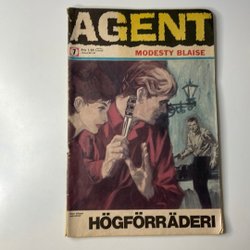 AGENT
7
MODESTY BLAISE
HÖGFÖRRÄDERI